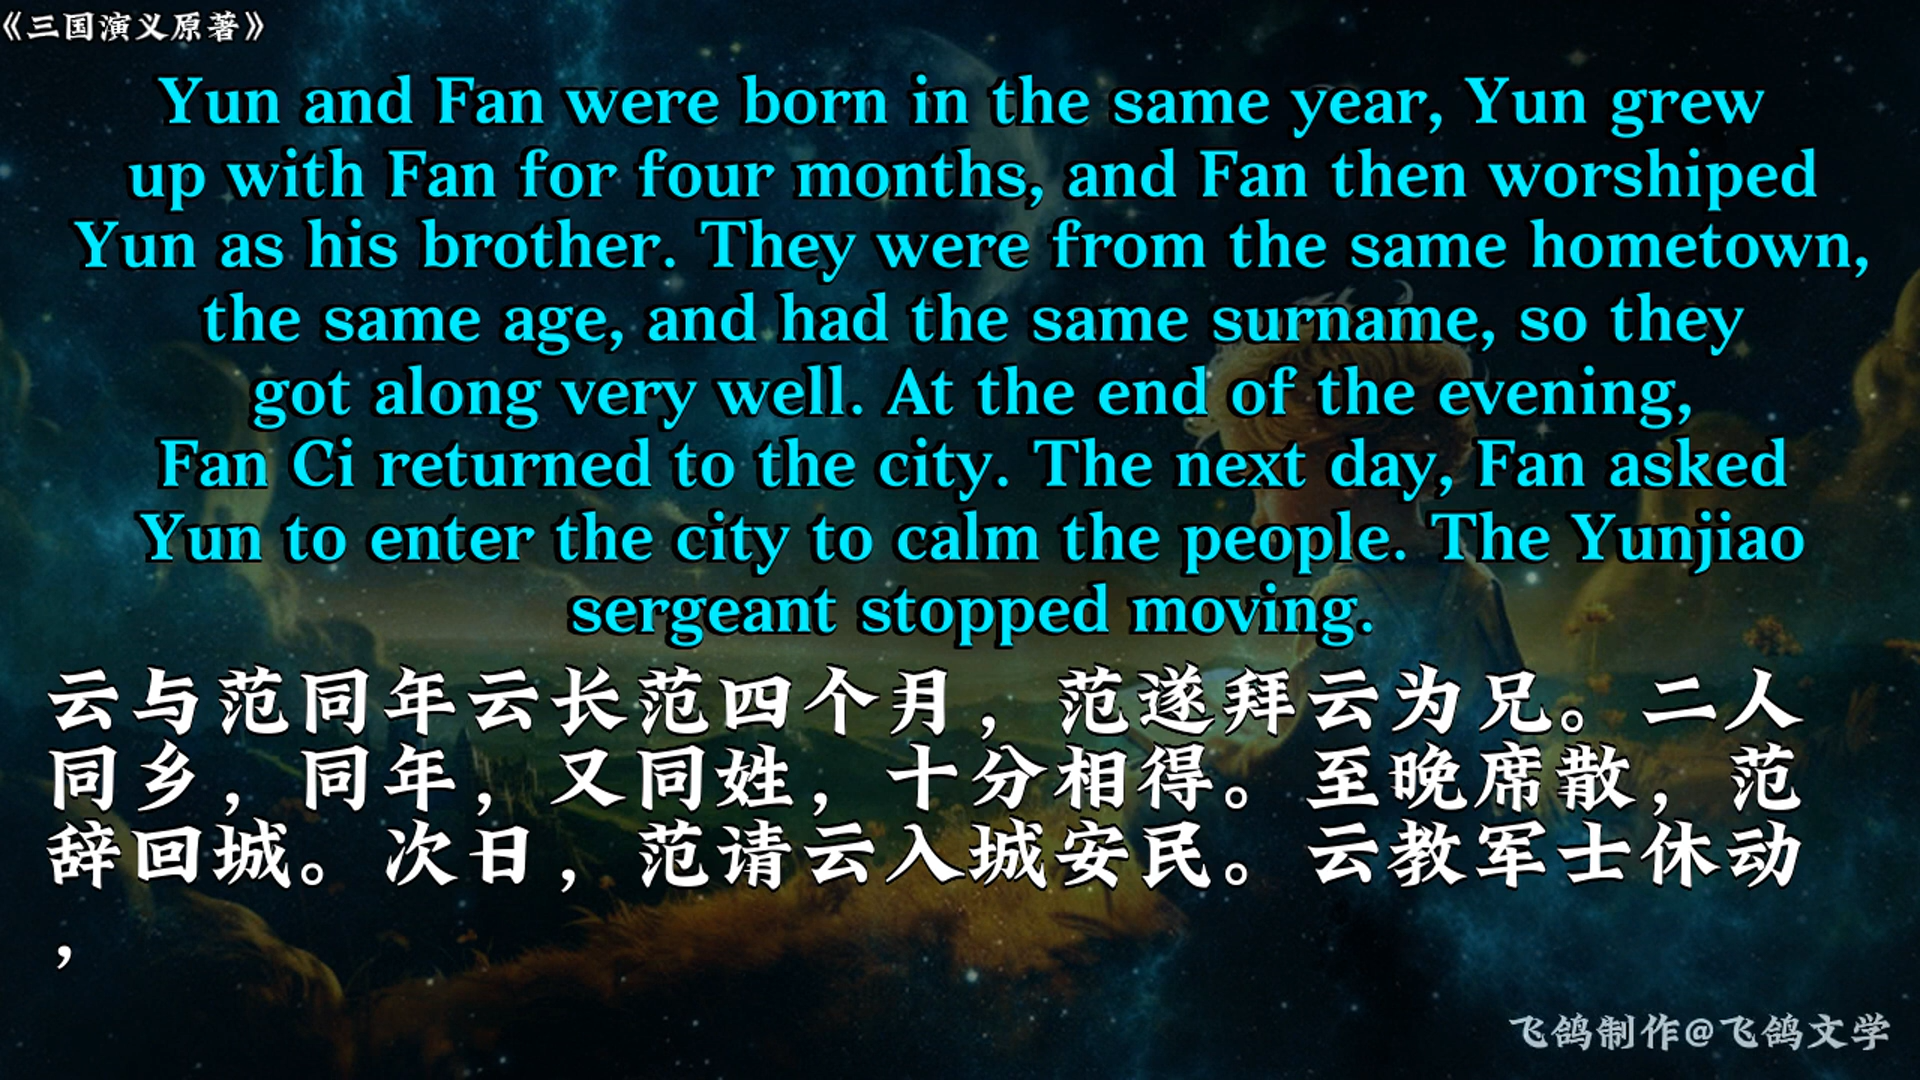 《三国演义原著》
Yun and Fan were born in the same year, Yun grew
up with Fan for four months, and Fan then worshiped
Yun as his brother. They were from the same hometown,
the same age, and had the same surname, so they
got along very well. At the end of the evening,
Fan Ci returned to the city. The next day, Fan asked
Yun to enter the city to calm the people. The Yunjiao
sergeant stopped moving.
云与范同年云长范四个月，范遂拜云为兄。二人
同乡，同年，又同姓，十分相得。至晚席散，范
辞回城。次日，范请云入城安民。云教军士休动
，
飞鸽制作@飞鸽文学